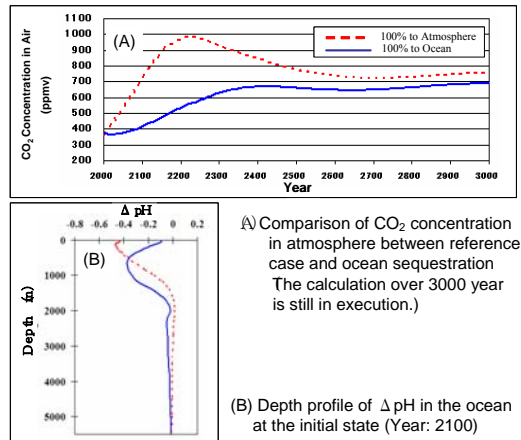 (A)
100% to Atmosphere
100% to Ocean
CO2 Concentration in Air
(ppmv)
1100
1000
900
800
700
600
500
400
300
200
2000 2100 2200 2300 2400 2500 2600 2700 2800 2900 3000
Year
Δ pH
-0.8 -0.6 -0.4 -0.2 0 0.2
(B)
Depth (m)
0
1000
2000
3000
4000
5000
(A) Comparison of CO2 concentration
in atmosphere between reference
case and ocean sequestration
(The calculation over 3000 year
is still in execution.)
(B) Depth profile of Δ pH in the ocean
at the initial state (Year: 2100)